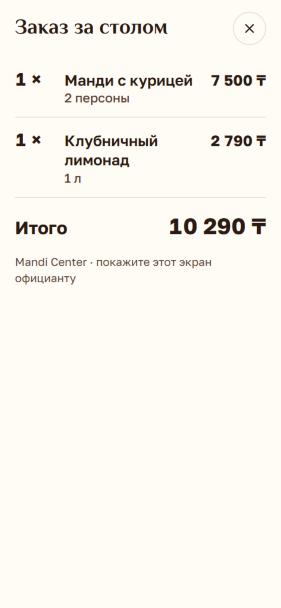 Заказ за столом
1 × Манди с курицей 7 500 ₸
2 персоны
1 × Клубничный 2 790 ₸
лимонад
1 л
Итого 10 290 ₸
Mandi Center · покажите этот экран
официанту